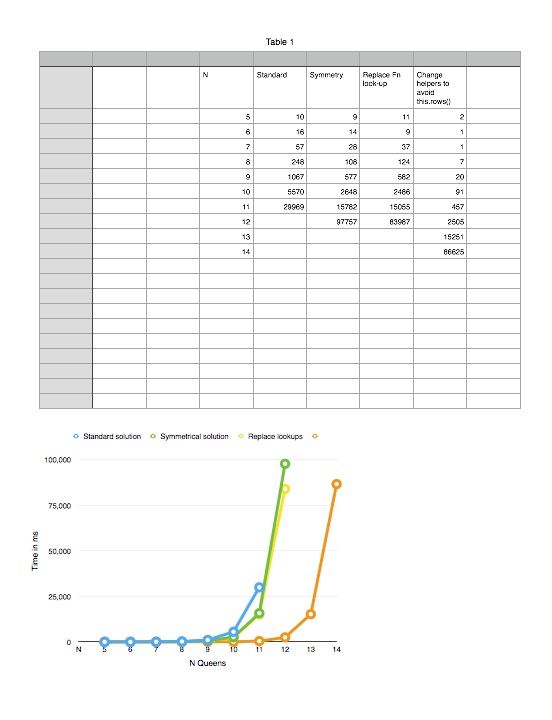 Table 1
N Standard Symmetry Replace Fn look-up Change helpers to avoid this.rows()
5 10 9 11 2
6 16 14 9 1
7 57 28 37 1
8 248 108 124 7
9 1067 577 582 20
10 5570 2648 2486 91
11 29969 15782 15055 457
12 97757 83987 2505
13 15251
14 86625
Standard solution Symmetrical solution Replace lookups
100,000
75,000
50,000
25,000
0
Time in ms
N 5 6 7 8 9 10 11 12 13 14
N Queens